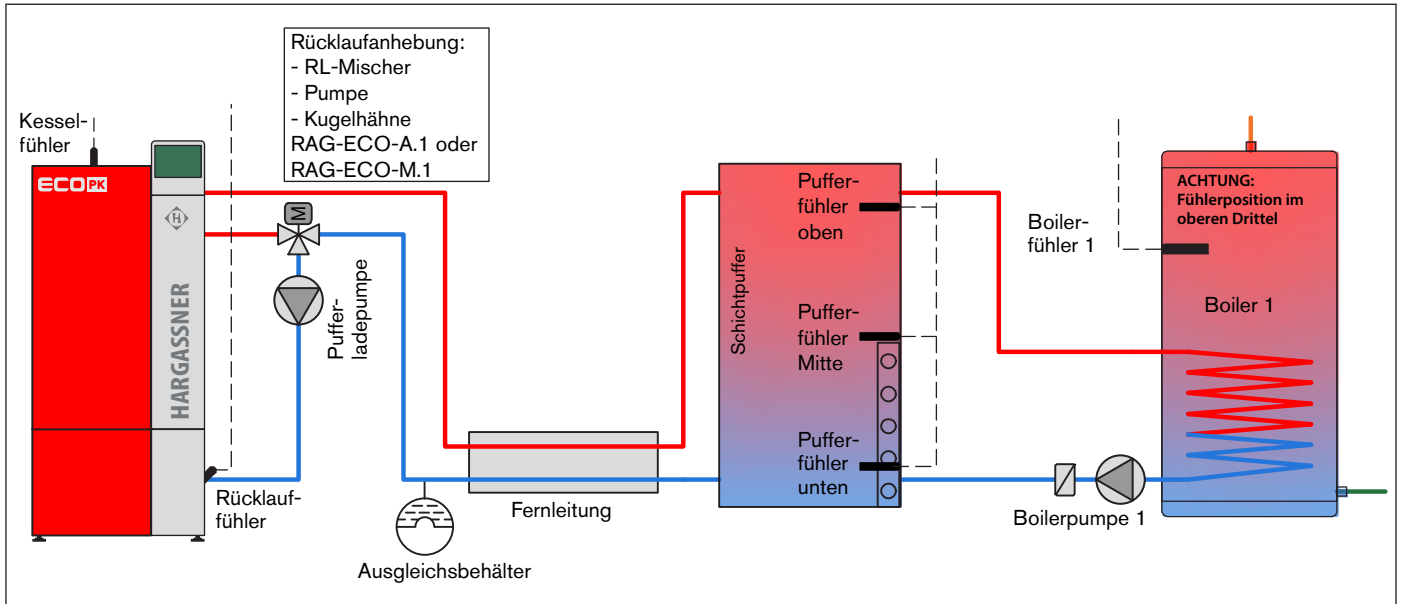 Rücklaufanhebung:
- RL-Mischer
- Pumpe
- Kugelhähne
RAG-ECO-A.1 oder
RAG-ECO-M.1
Kessel-
fühler
ECO PK
M
H
HARGASSNER
Puffer-
ladepumpe
Rücklauf-
fühler
Ausgleichsbehälter
Fernleitung
Schichtpuffer
Puffer-
fühler
oben
Puffer-
fühler
Mitte
Puffer-
fühler
unten
Boiler-
fühler 1
ACHTUNG:
Fühlerposition im
oberen Drittel
Boiler 1
Boilerpumpe 1